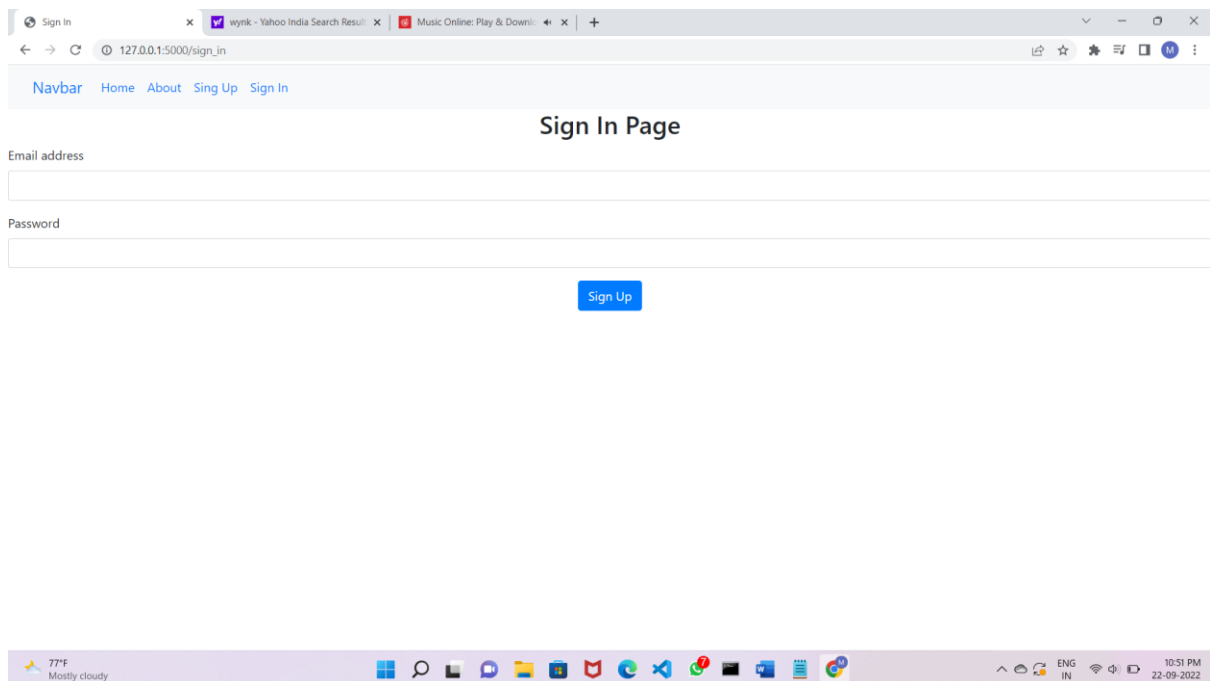 Sign In
wynk - Yahoo India Search Result
Music Online: Play & Downlo
127.0.0.1:5000/sign_in
M
Navbar Home About Sing Up Sign In
Sign In Page
Email address
Password
Sign Up
77°F
Mostly cloudy
7
W
M
ENG
IN
10:51 PM
22-09-2022